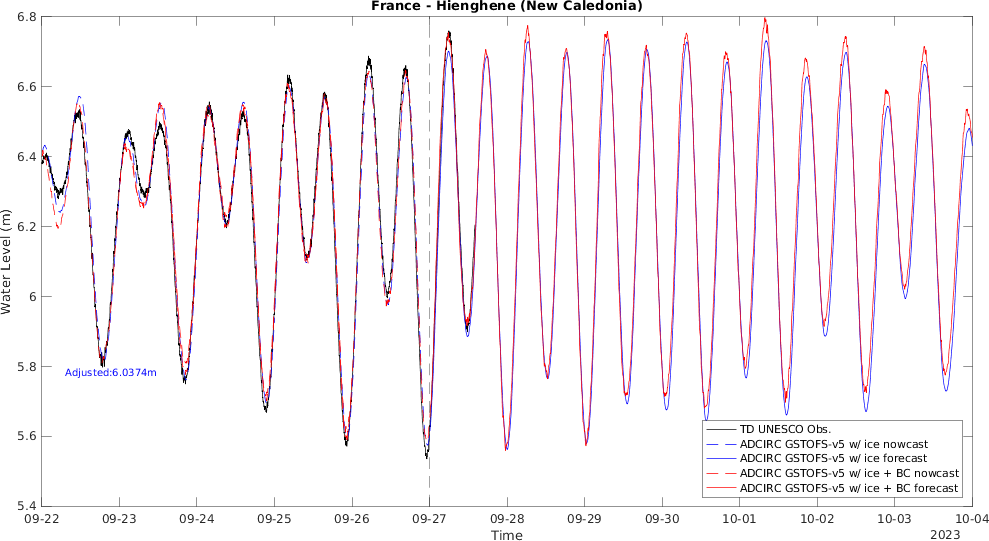 France - Hienghene (New Caledonia)
6.8
6.6
6.4
6.2
6
5.8
5.6
5.4
Water Level (m)
Adjusted:6.0374m
TD UNESCO Obs.
ADCIRC GSTOFS-v5 w/ ice nowcast
ADCIRC GSTOFS-v5 w/ ice forecast
ADCIRC GSTOFS-v5 w/ ice + BC nowcast
ADCIRC GSTOFS-v5 w/ ice + BC forecast
09-22 09-23 09-24 09-25 09-26 09-27 09-28 09-29 09-30 10-01 10-02 10-03 10-04
Time 2023